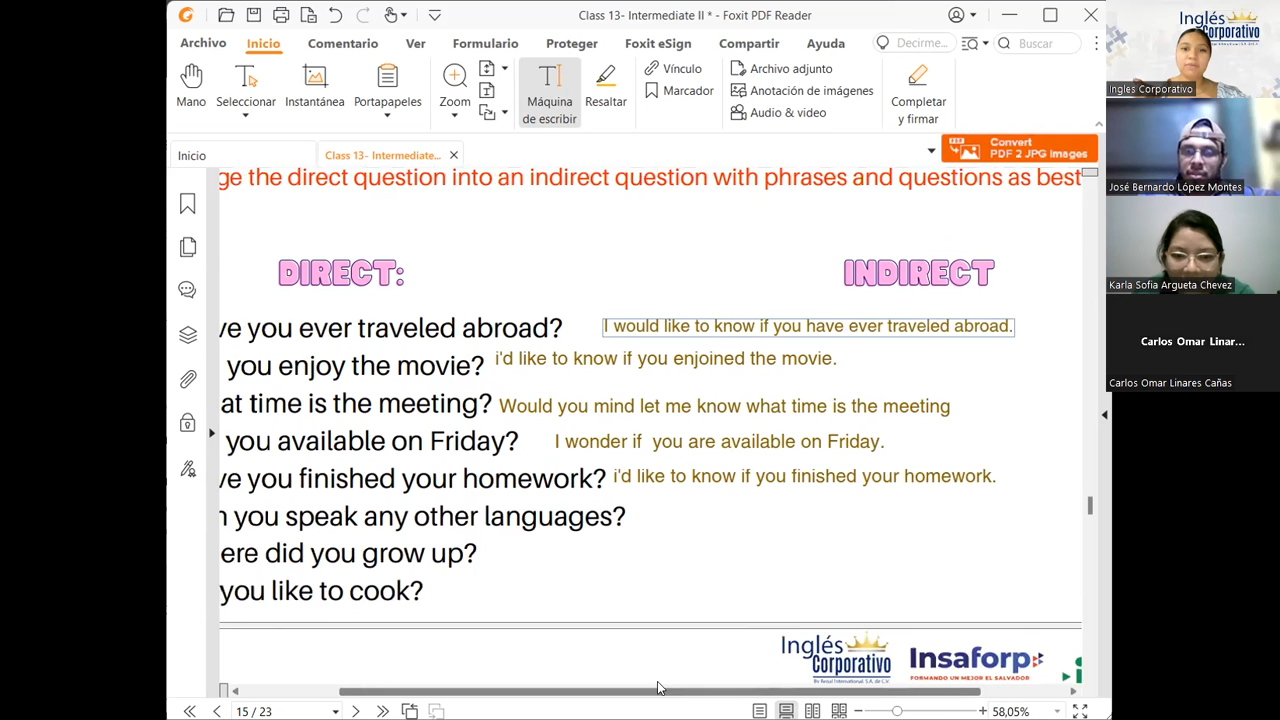 Class 13- Intermediate II * - Foxit PDF Reader
Archivo Inicio Comentario Ver Formulario Proteger Foxit eSign Compartir Ayuda Decirme... Buscar
Mano Seleccionar Instantánea Portapapeles Zoom Máquina de escribir Resaltar
Vínculo
Marcador
Archivo adjunto
Anotación de imágenes
Audio & video
Completar y firmar
Inicio Class 13- Intermediate...
Convert
PDF 2 JPG Images
ge the direct question into an indirect question with phrases and questions as best
DIRECT: INDIRECT
ve you ever traveled abroad? I would like to know if you have ever traveled abroad.
you enjoy the movie? i'd like to know if you enjoined the movie.
at time is the meeting? Would you mind let me know what time is the meeting
you available on Friday? I wonder if you are available on Friday.
ve you finished your homework? i'd like to know if you finished your homework.
n you speak any other languages?
ere did you grow up?
you like to cook?
Inglés
Corporativo
By Renal International, S.A. de C.V.
Insaforp
FORMANDO UN MEJOR EL SALVADOR
15 / 23
58,05%
Inglés
Corporativo
Inglés Corporativo
José Bernardo López Montes
Karla Sofia Argueta Chevez
Carlos Omar Linar...
Carlos Omar Linares Cañas